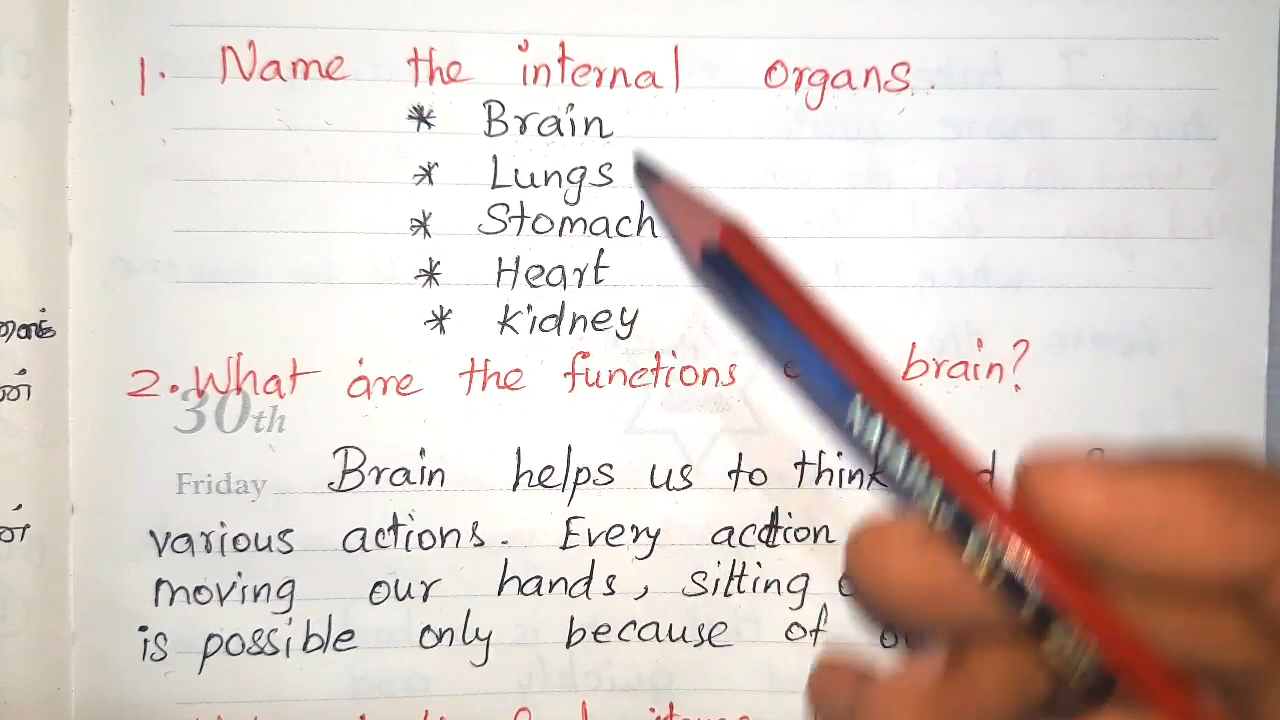 1. Name the internal organs.
* Brain
* Lungs
* Stomach
* Heart
* kidney
2. What are the functions brain?
30th
Friday
Brain helps us to think
various actions. Every action
moving our hands, sitting
is possible only because of